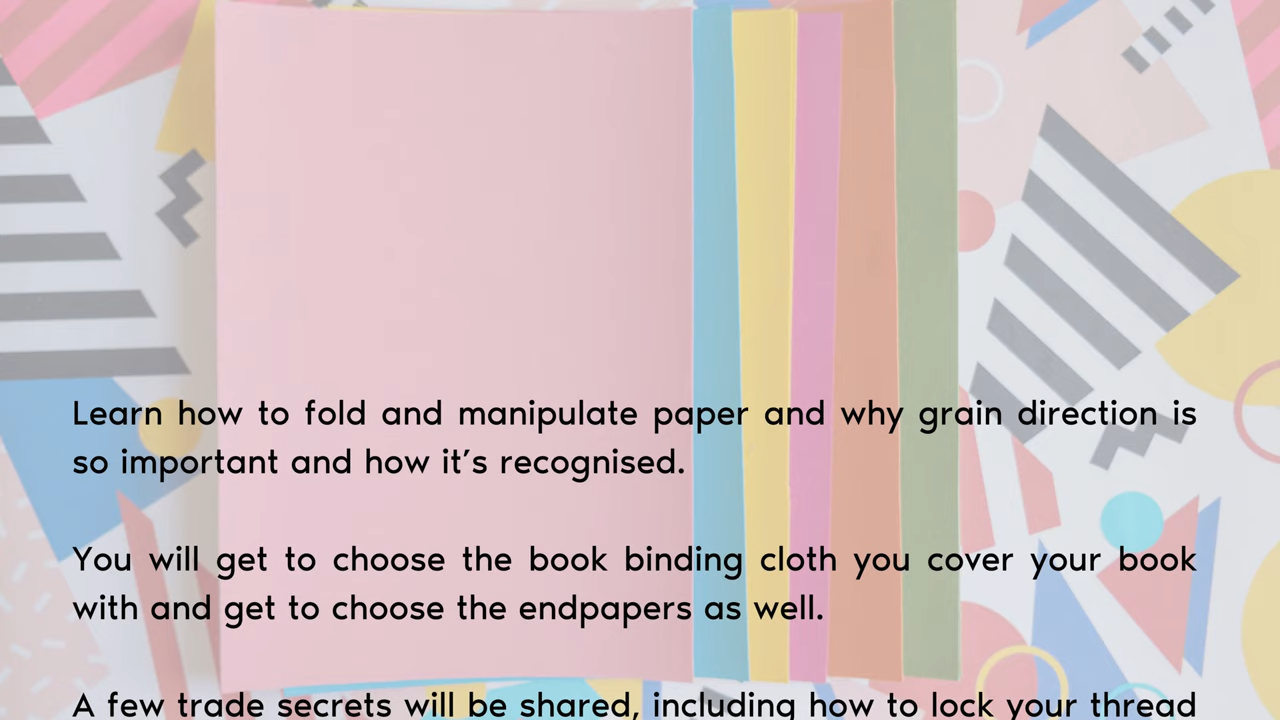 Learn how to fold and manipulate paper and why grain direction is
so important and how it’s recognised.
You will get to choose the book binding cloth you cover your book
with and get to choose the endpapers as well.
A few trade secrets will be shared, including how to lock your thread